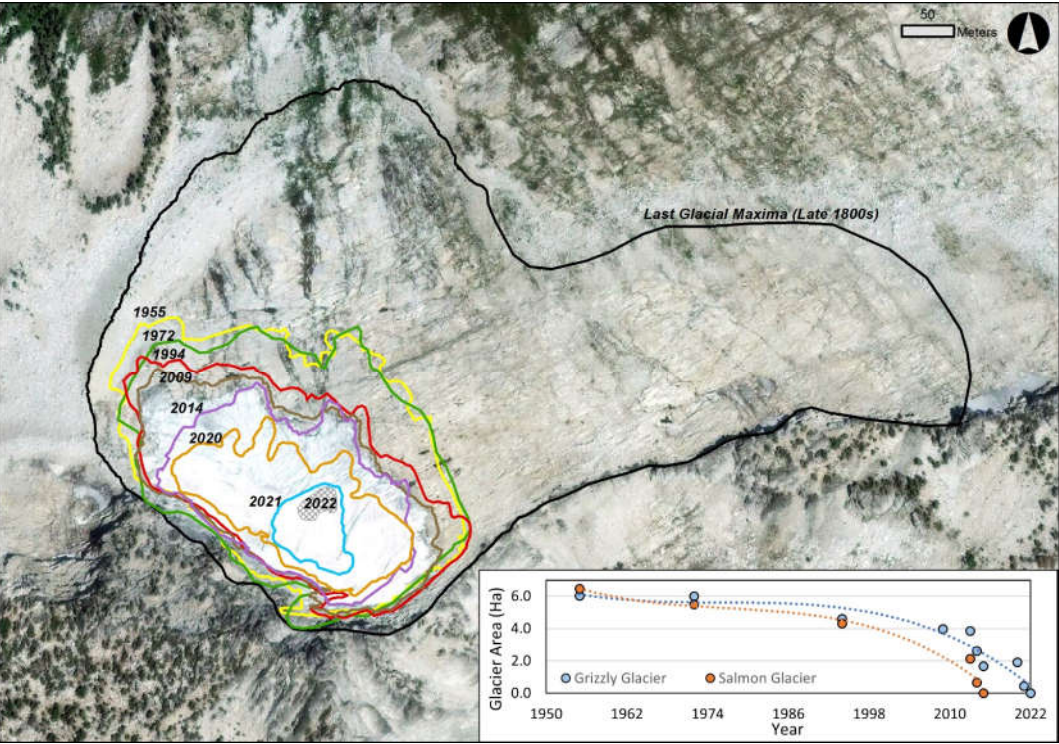 50
Meters
Last Glacial Maxima (Late 1800s)
1955
1972
1994
2009
2014
2020
2021
2022
Glacier Area (Ha)
6.0
4.0
2.0
0.0
Grizzly Glacier
Salmon Glacier
1950 1962 1974 1986 1998 2010 2022
Year